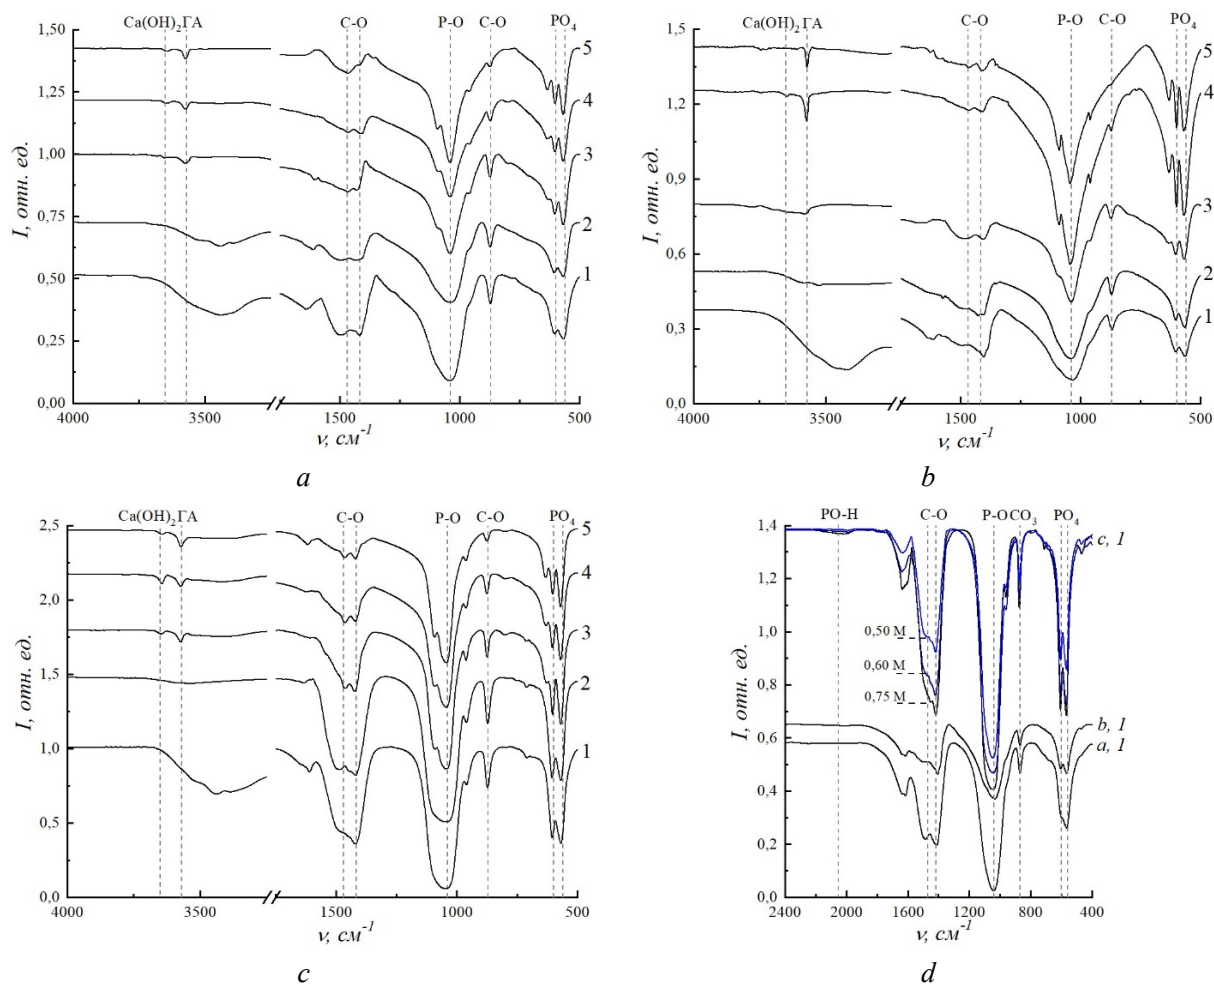 Ca(OH)₂ ГА C-O P-O C-O PO₄
1,50
1,25
1,00
0,75
0,50
0,25
0,00
I, отн. ед.
5
4
3
2
1
4000 3500 1500 1000 500
ν, см⁻¹
a
Ca(OH)₂ ГА C-O P-O C-O PO₄
1,5
1,2
0,9
0,6
0,3
0,0
I, отн. ед.
5
4
3
2
1
4000 3500 1500 1000 500
ν, см⁻¹
b
Ca(OH)₂ ГА C-O P-O C-O PO₄
2,5
2,0
1,5
1,0
0,5
0,0
I, отн. ед.
5
4
3
2
1
4000 3500 1500 1000 500
ν, см⁻¹
c
PO-H C-O P-O CO₃ PO₄
1,4
1,2
1,0
0,8
0,6
0,4
0,2
0,0
I, отн. ед.
c, 1
0,50 М
0,60 М
0,75 М
b, 1
a, 1
2400 2000 1600 1200 800 400
ν, см⁻¹
d